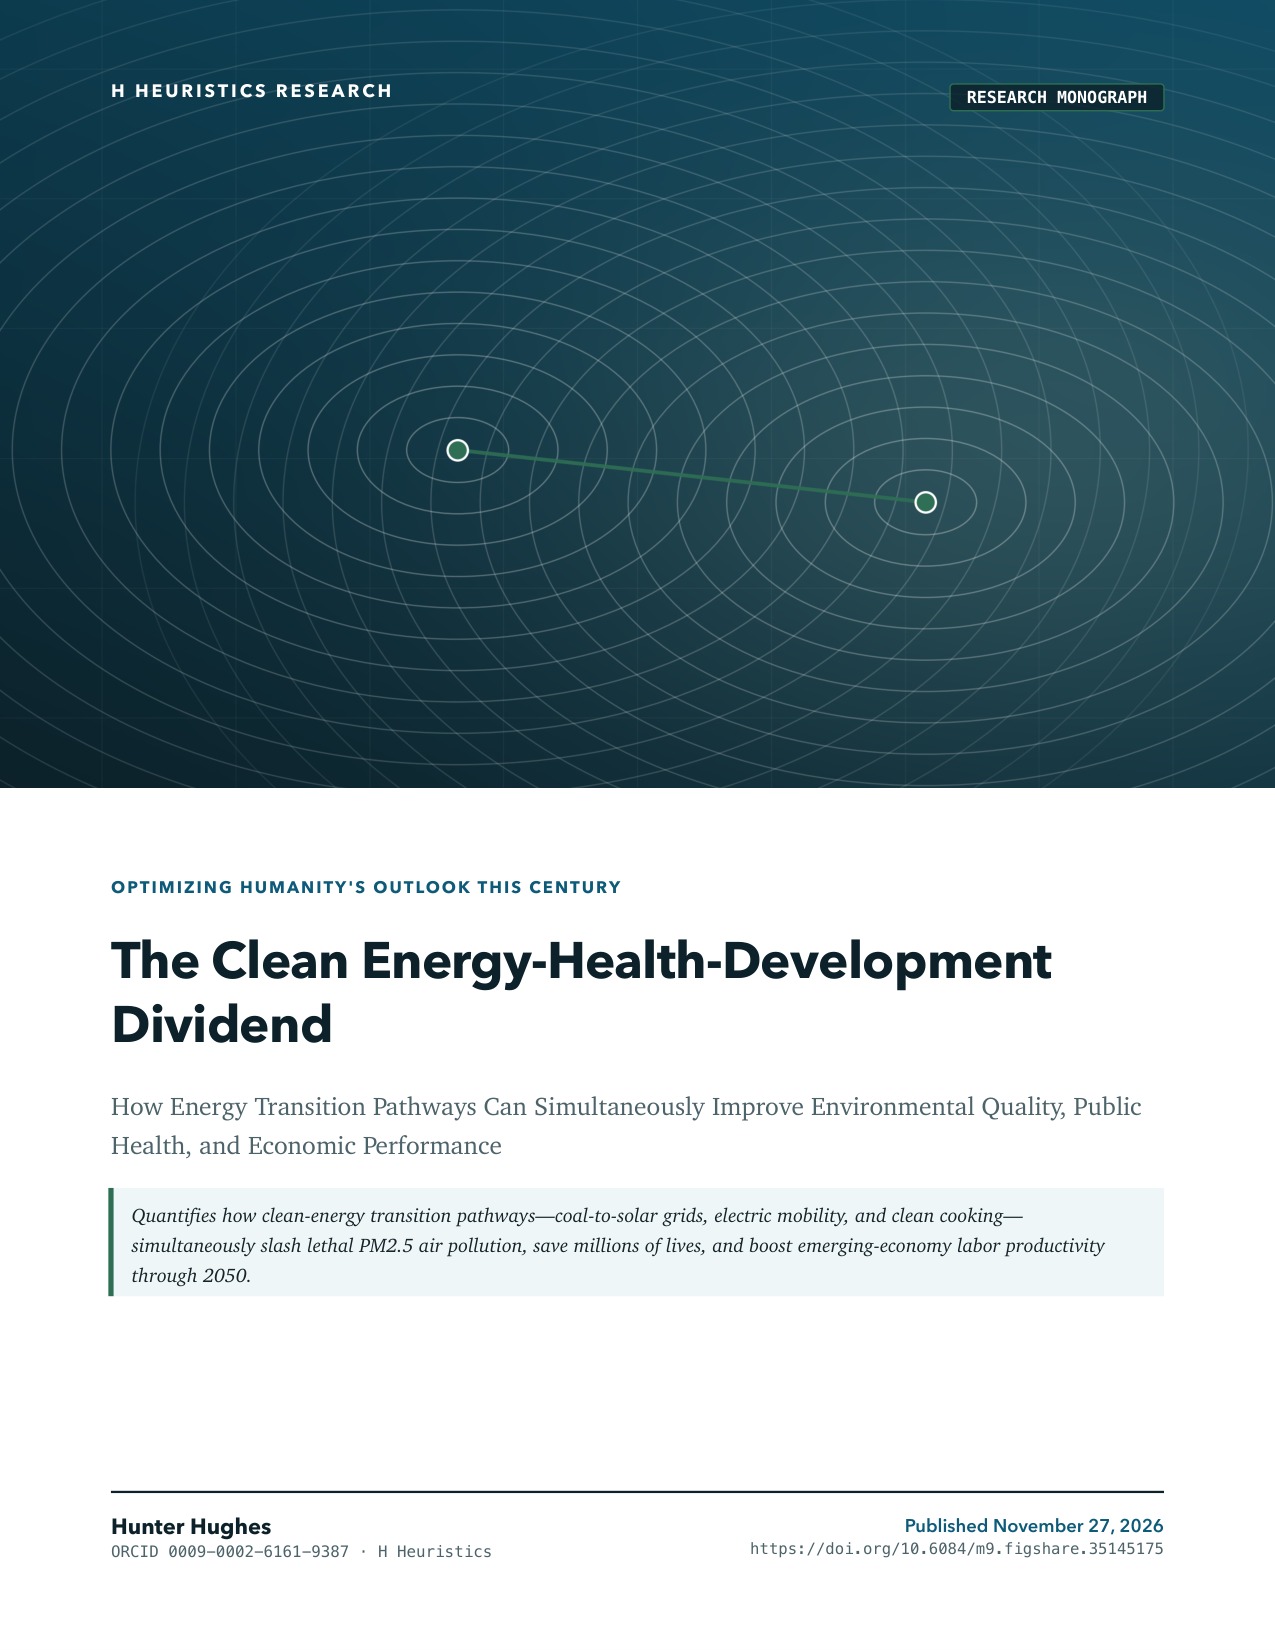 H HEURISTICS RESEARCH
RESEARCH MONOGRAPH
OPTIMIZING HUMANITY'S OUTLOOK THIS CENTURY
The Clean Energy-Health-Development
Dividend
How Energy Transition Pathways Can Simultaneously Improve Environmental Quality, Public
Health, and Economic Performance
Quantifies how clean-energy transition pathways—coal-to-solar grids, electric mobility, and clean cooking—
simultaneously slash lethal PM2.5 air pollution, save millions of lives, and boost emerging-economy labor productivity
through 2050.
Hunter Hughes
ORCID 0009-0002-6161-9387 · H Heuristics
Published November 27, 2026
https://doi.org/10.6084/m9.figshare.35145175